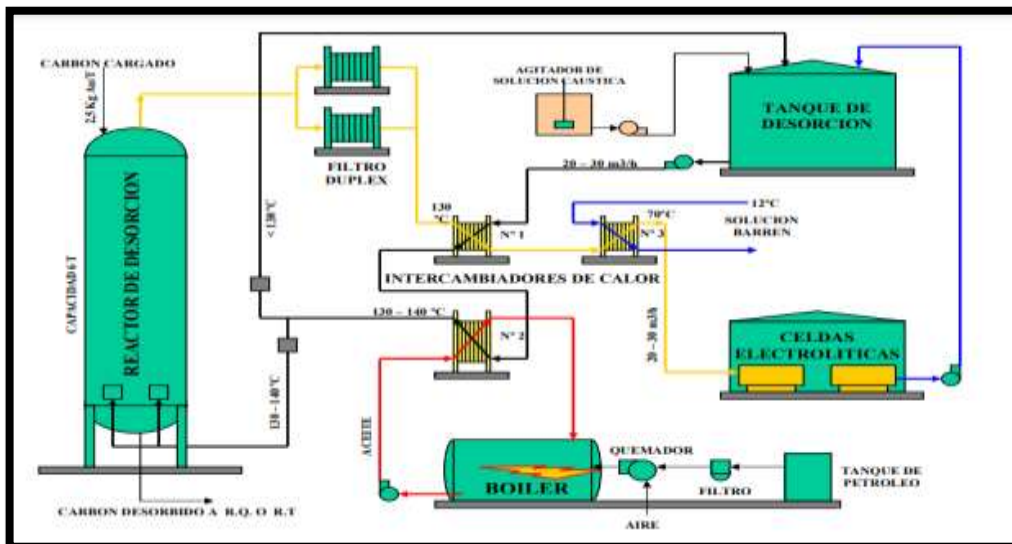 CARBON CARGADO
2.5 Kg Au/T
REACTOR DE DESORCION
CAPACIDAD 6 T
CARBON DESORBIDO A R.Q. O R.T
< 130 °C
130 – 140 °C
FILTRO
DUPLEX
AGITADOR DE
SOLUCION CAUSTICA
TANQUE DE
DESORCION
20 – 30 m3/h
130
°C
N° 1
70°C
N° 3
12°C
SOLUCION
BARREN
INTERCAMBIADORES DE CALOR
130 – 140 °C
N° 2
20 – 30 m3/h
CELDAS
ELECTROLITICAS
ACEITE
BOILER
QUEMADOR
AIRE
FILTRO
TANQUE DE
PETROLEO